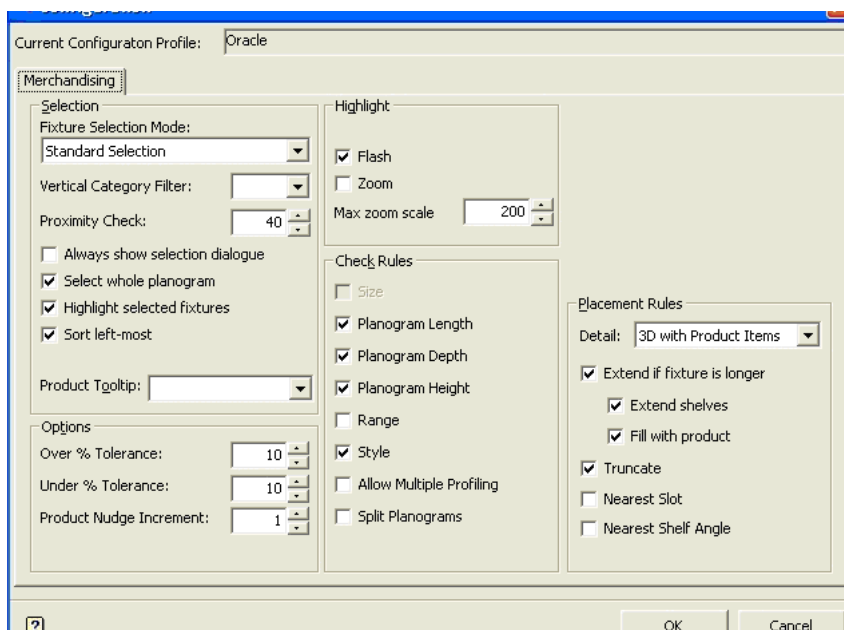 Configuration
Current Configuraton Profile: Oracle
Merchandising
Selection
Fixture Selection Mode:
Standard Selection
Vertical Category Filter:
Proximity Check: 40
Always show selection dialogue
Select whole planogram
Highlight selected fixtures
Sort left-most
Product Tooltip:
Options
Over % Tolerance: 10
Under % Tolerance: 10
Product Nudge Increment: 1
Highlight
Flash
Zoom
Max zoom scale 200
Check Rules
Size
Planogram Length
Planogram Depth
Planogram Height
Range
Style
Allow Multiple Profiling
Split Planograms
Placement Rules
Detail: 3D with Product Items
Extend if fixture is longer
Extend shelves
Fill with product
Truncate
Nearest Slot
Nearest Shelf Angle
?
OK Cancel